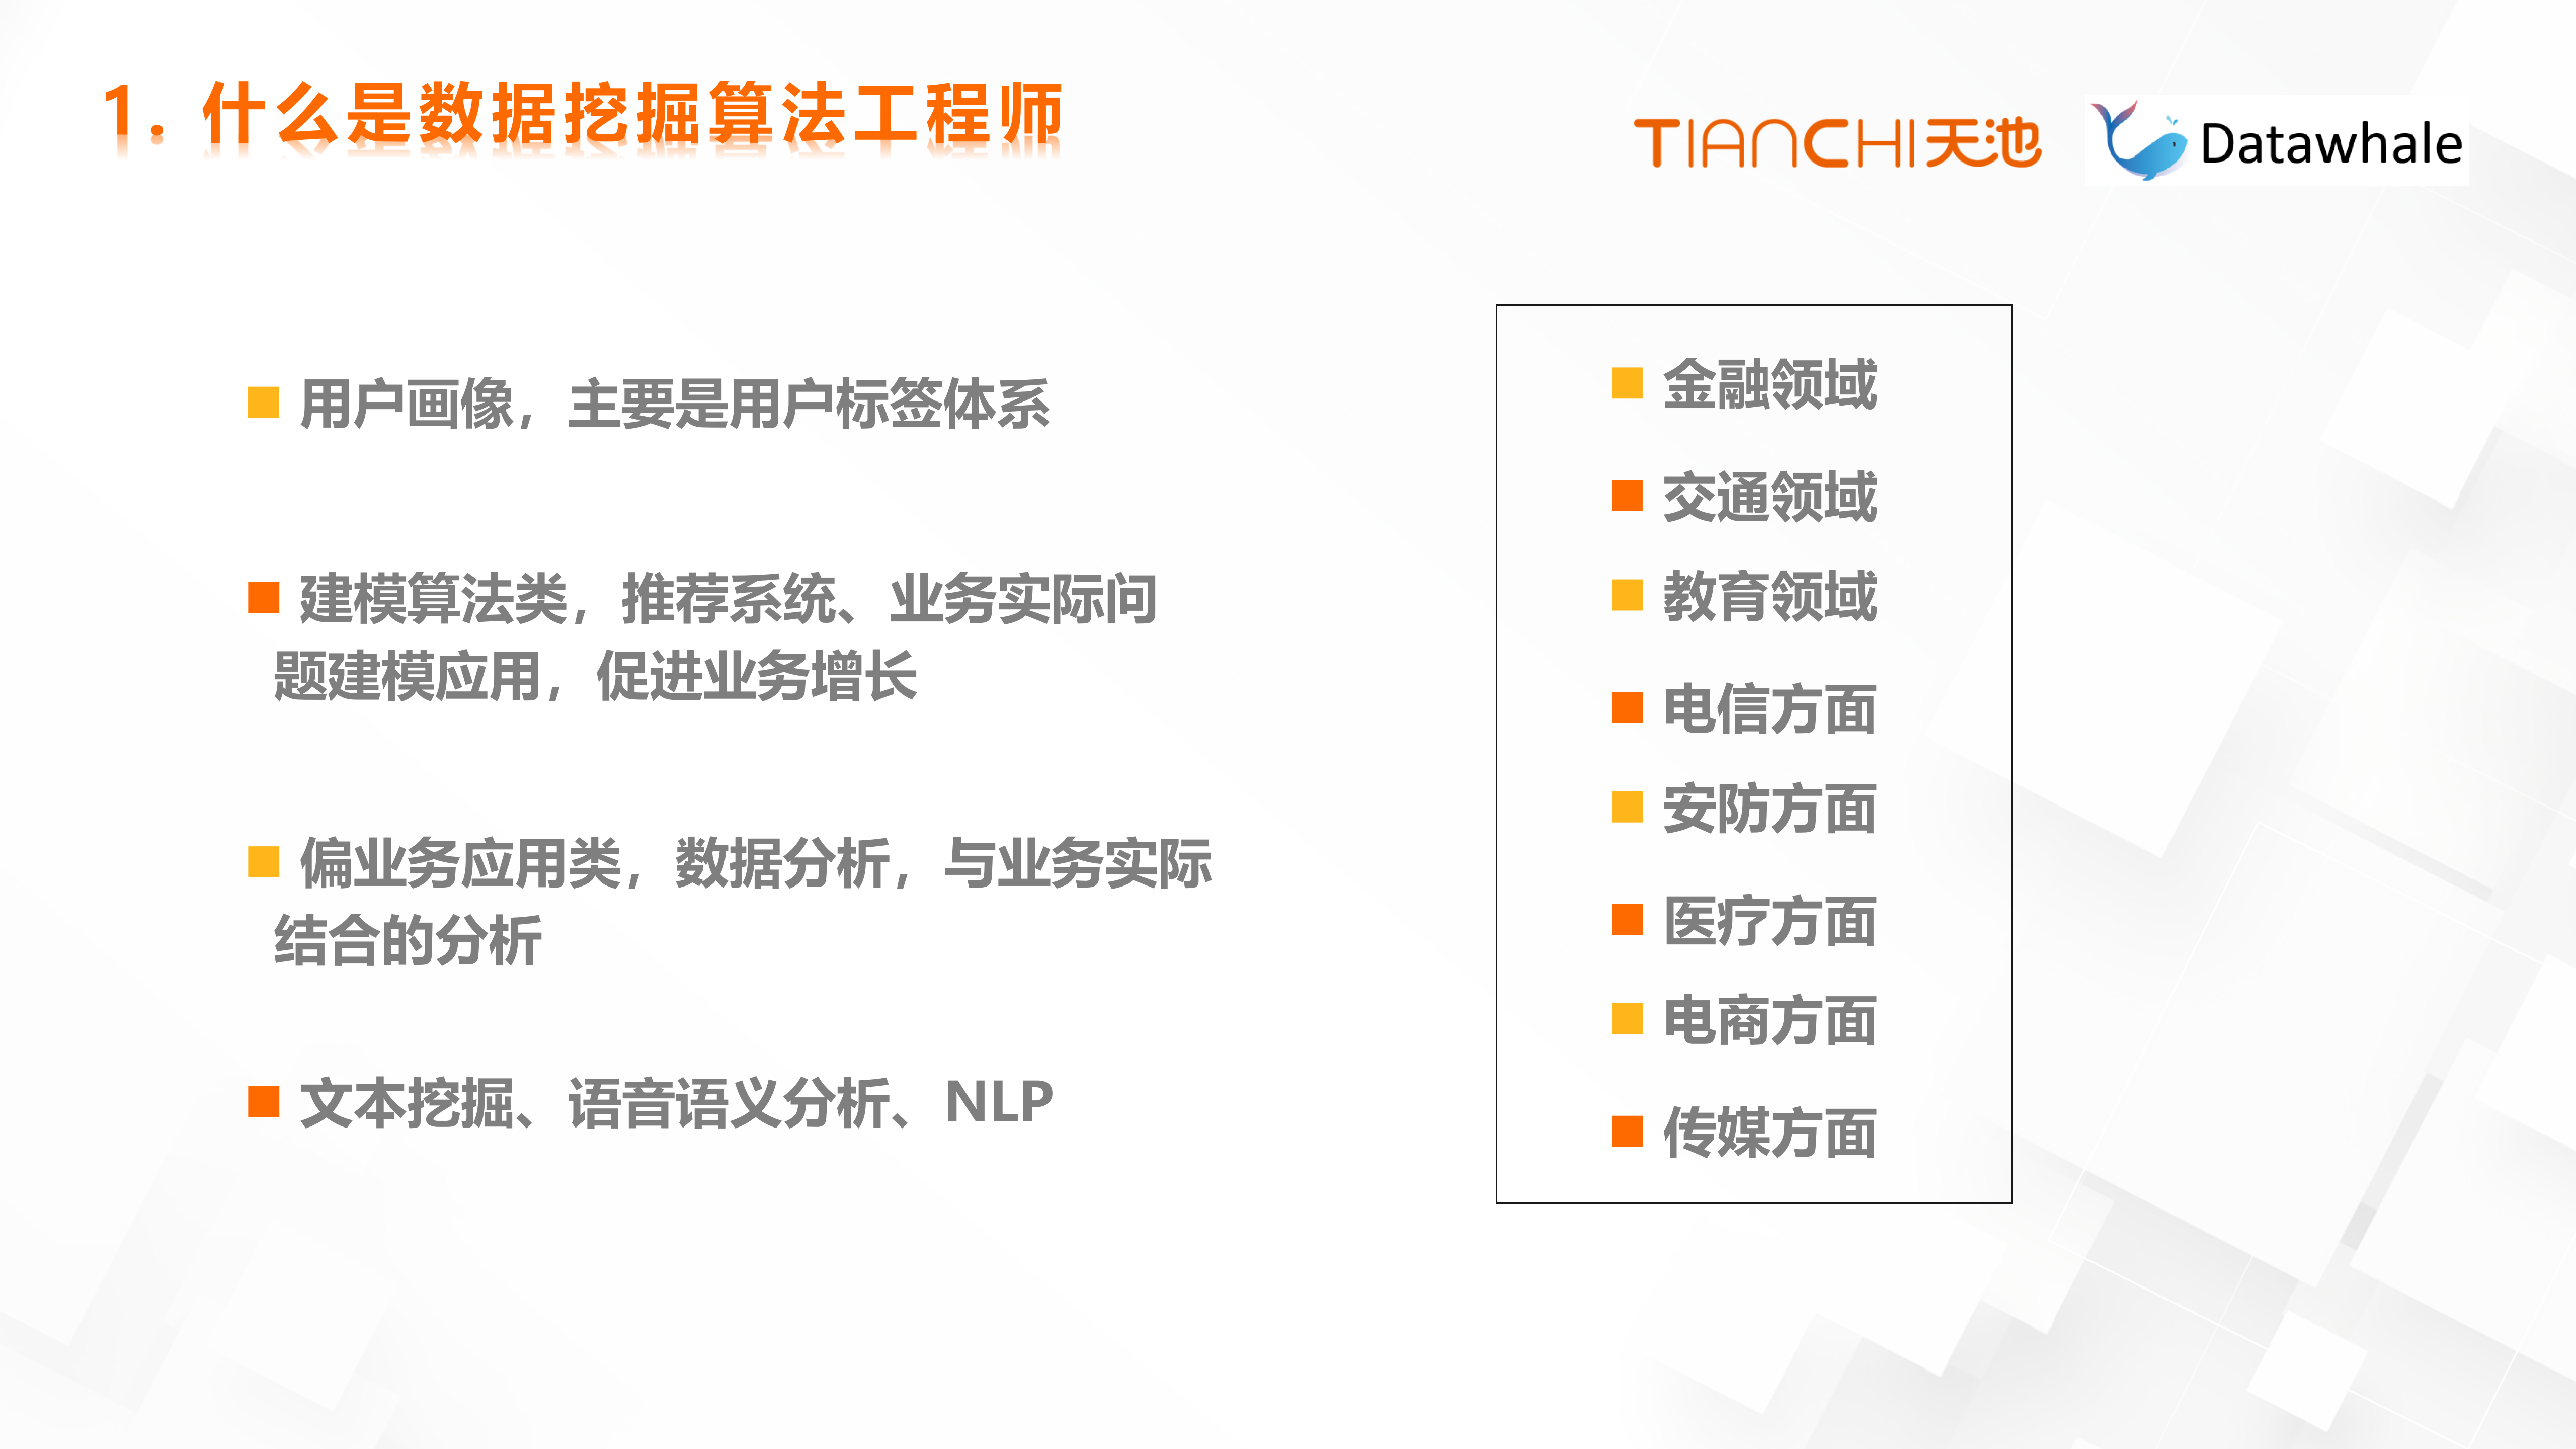 1. 什么是数据挖掘算法工程师
TIANCHI天池
Datawhale
用户画像，主要是用户标签体系
建模算法类，推荐系统、业务实际问
题建模应用，促进业务增长
偏业务应用类，数据分析，与业务实际
结合的分析
文本挖掘、语音语义分析、NLP
金融领域
交通领域
教育领域
电信方面
安防方面
医疗方面
电商方面
传媒方面